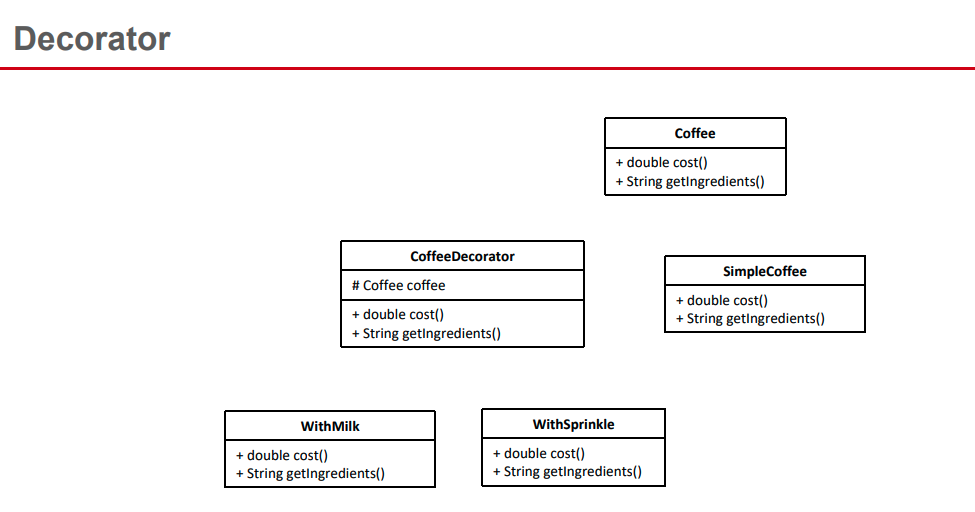 Decorator
Coffee
+ double cost()
+ String getIngredients()
CoffeeDecorator
# Coffee coffee
+ double cost()
+ String getIngredients()
SimpleCoffee
+ double cost()
+ String getIngredients()
WithMilk
+ double cost()
+ String getIngredients()
WithSprinkle
+ double cost()
+ String getIngredients()